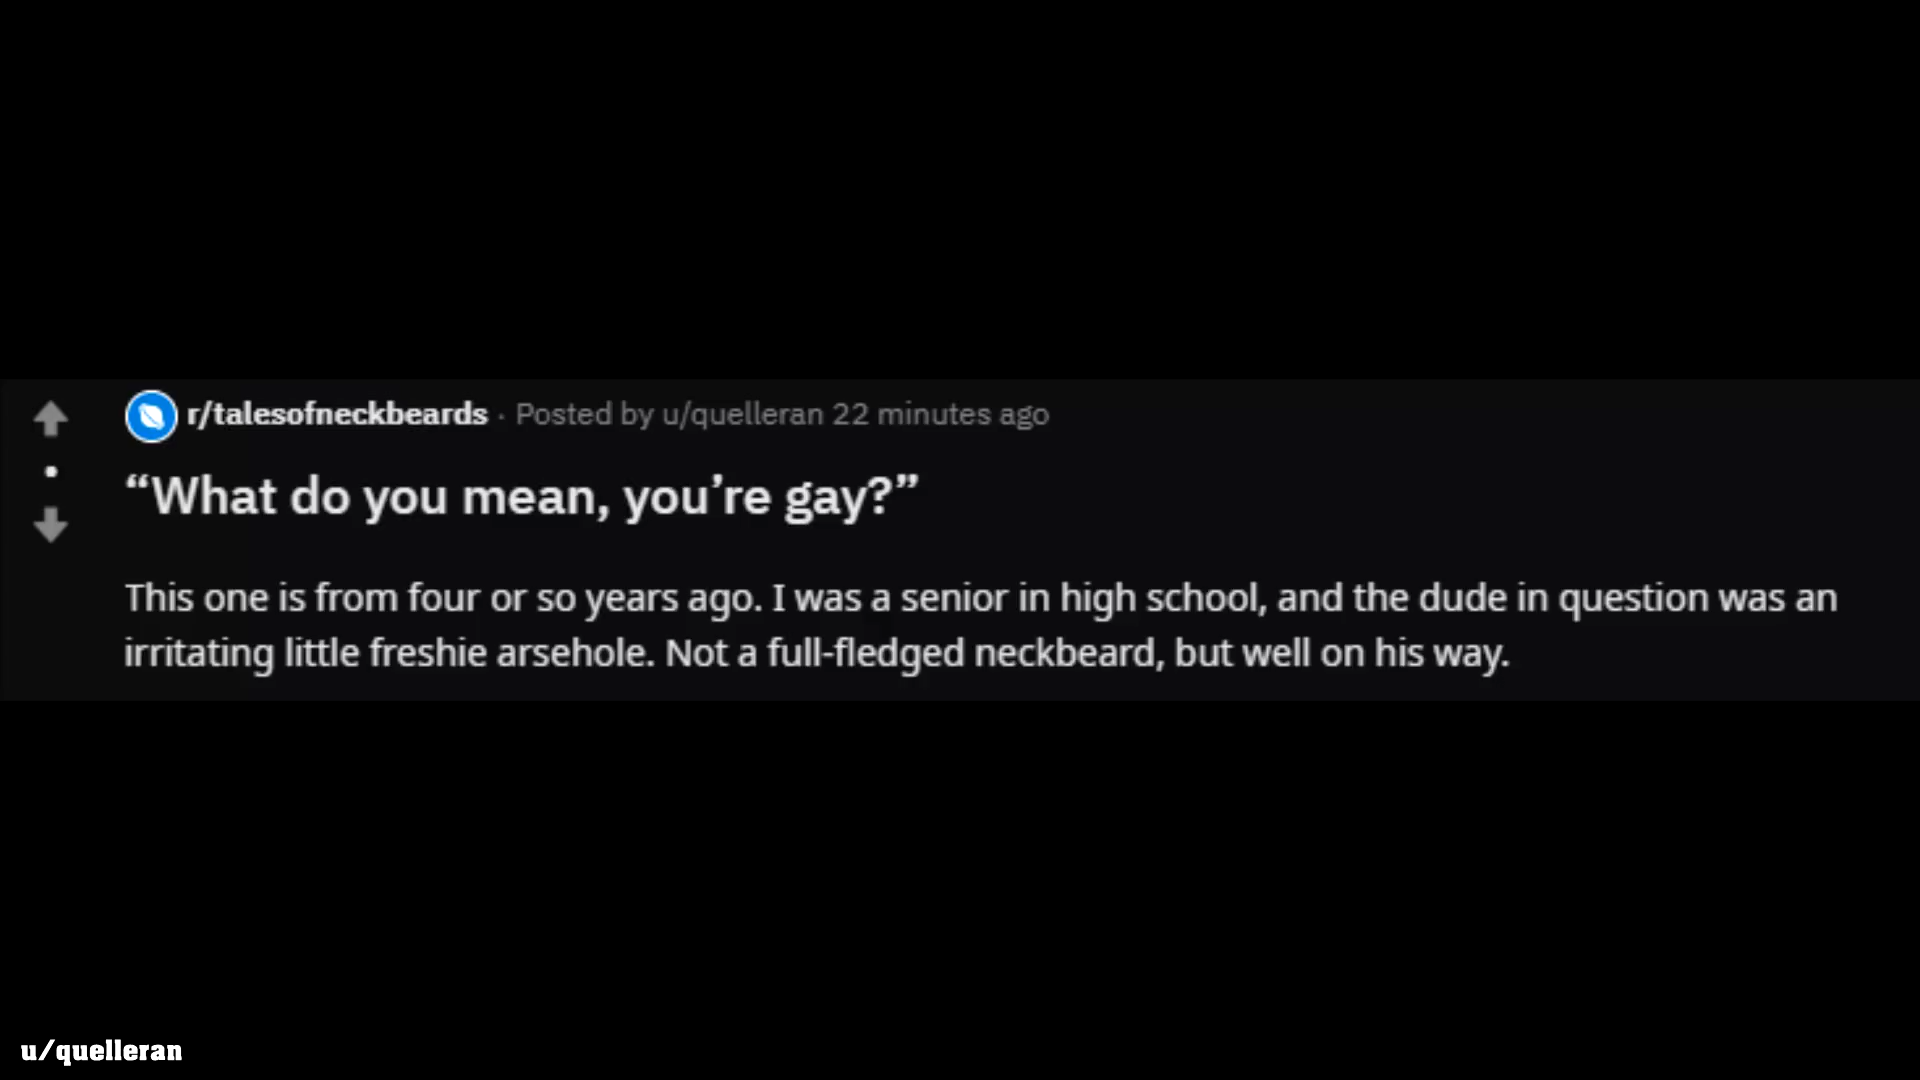 r/talesofneckbeards · Posted by u/quelleran 22 minutes ago
“What do you mean, you’re gay?”
This one is from four or so years ago. I was a senior in high school, and the dude in question was an
irritating little freshie arsehole. Not a full-fledged neckbeard, but well on his way.
u/quelleran